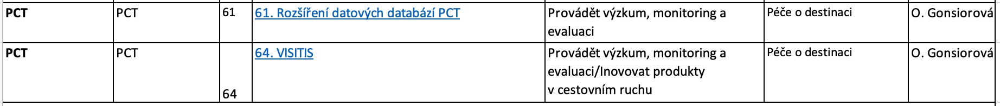 PCT PCT 61 61. Rozšíření datových databází PCT Provádět výzkum, monitoring a Péče o destinaci O. Gonsiorová
evaluaci
PCT PCT 64. VISITIS Provádět výzkum, monitoring a Péče o destinaci O. Gonsiorová
evaluaci/Inovovat produkty
64 v cestovním ruchu